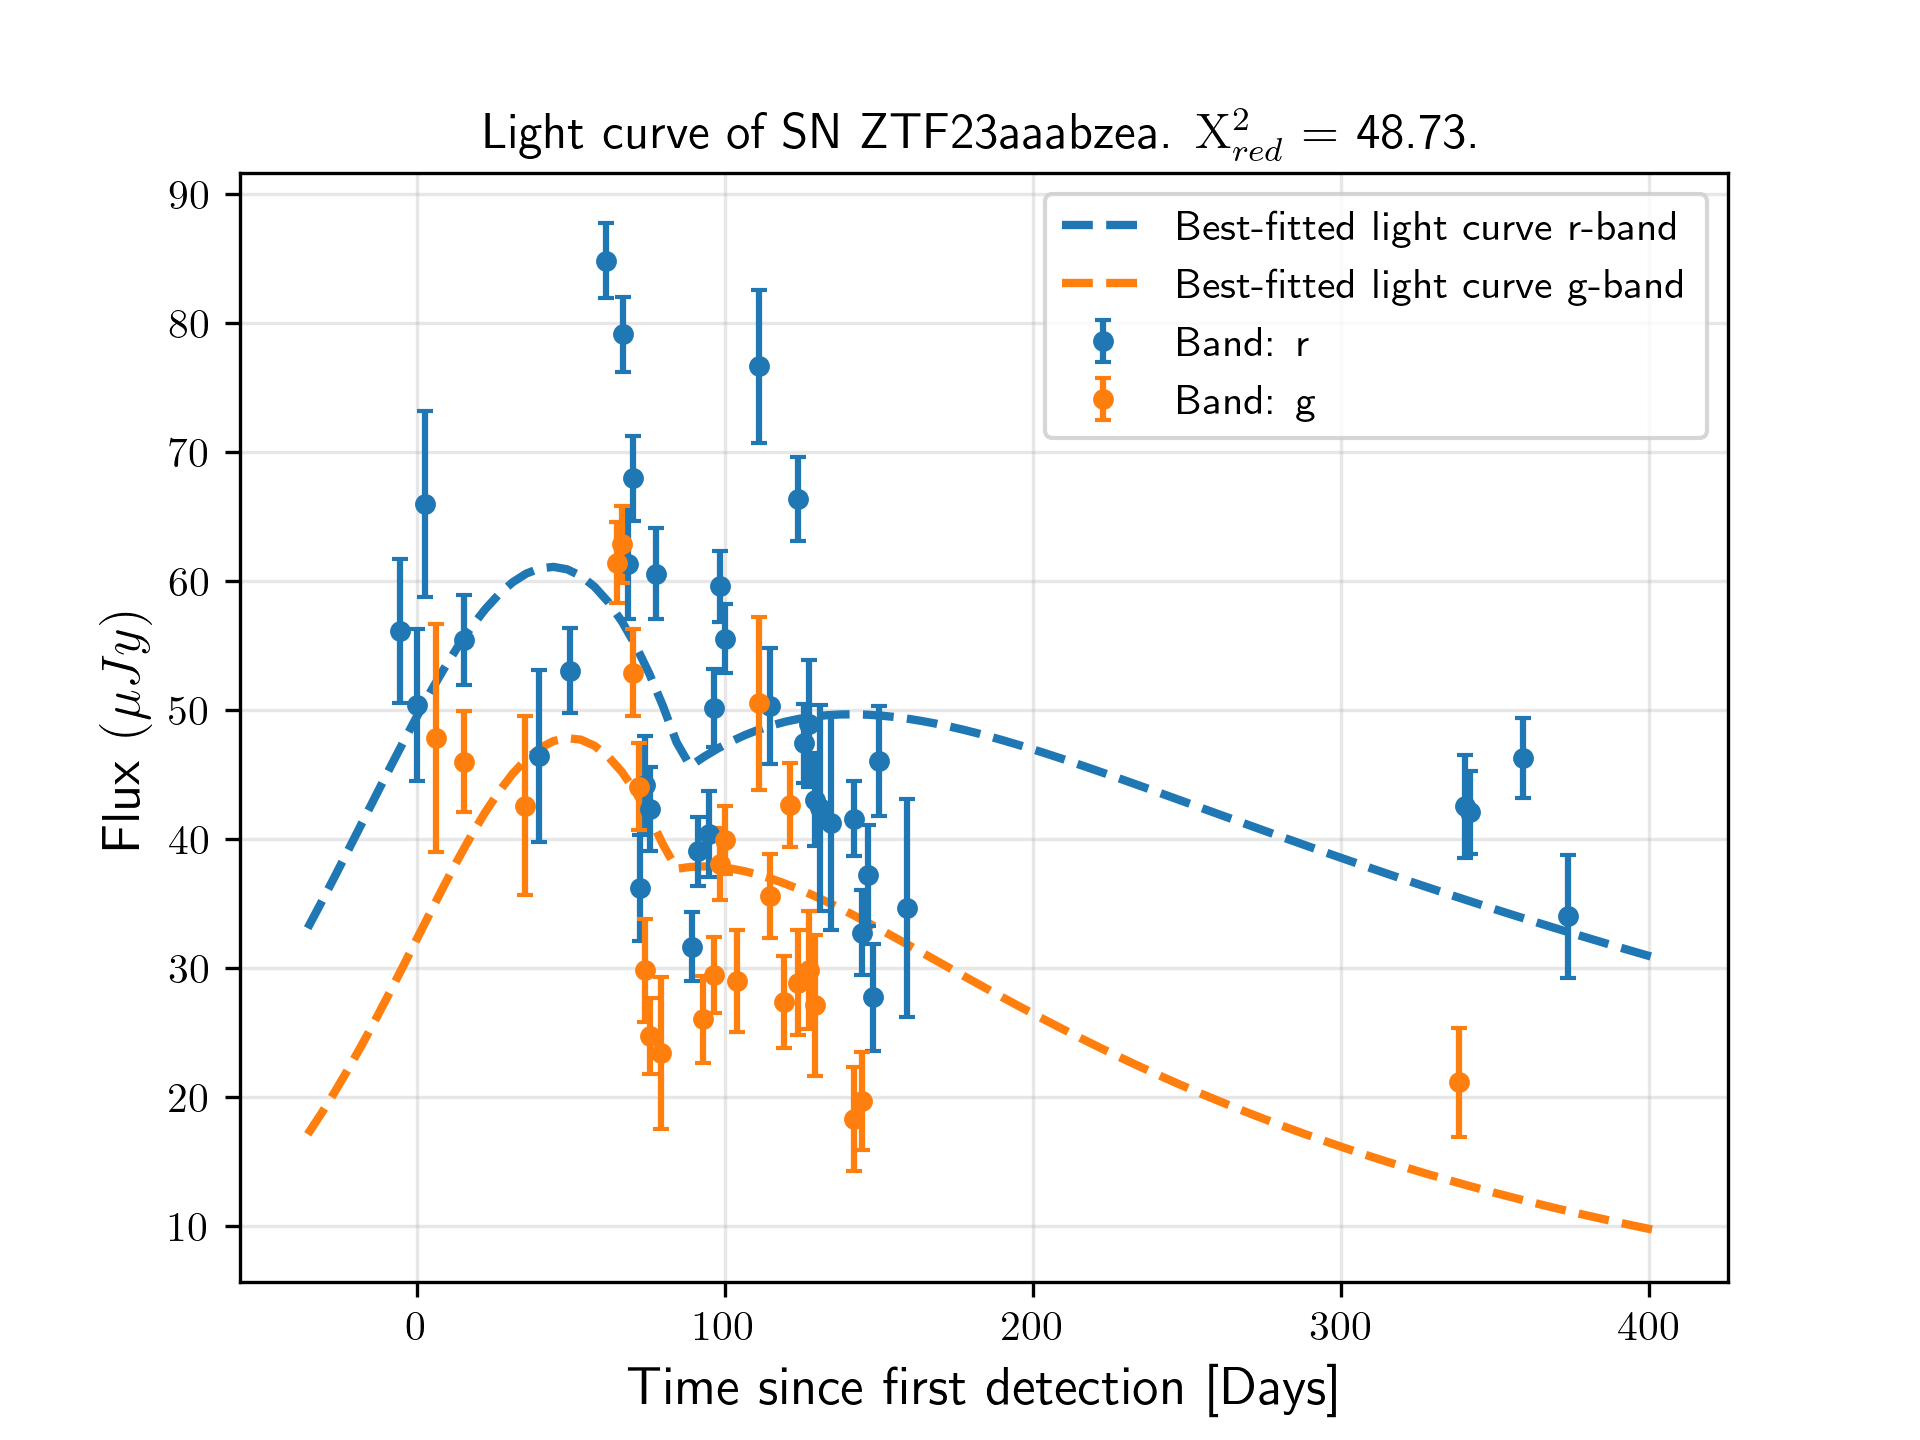 Light curve of SN ZTF23aaabzea. X²_red = 48.73.
Best-fitted light curve r-band
Best-fitted light curve g-band
Band: r
Band: g
Flux (μJy)
90
80
70
60
50
40
30
20
10
0 100 200 300 400
Time since first detection [Days]